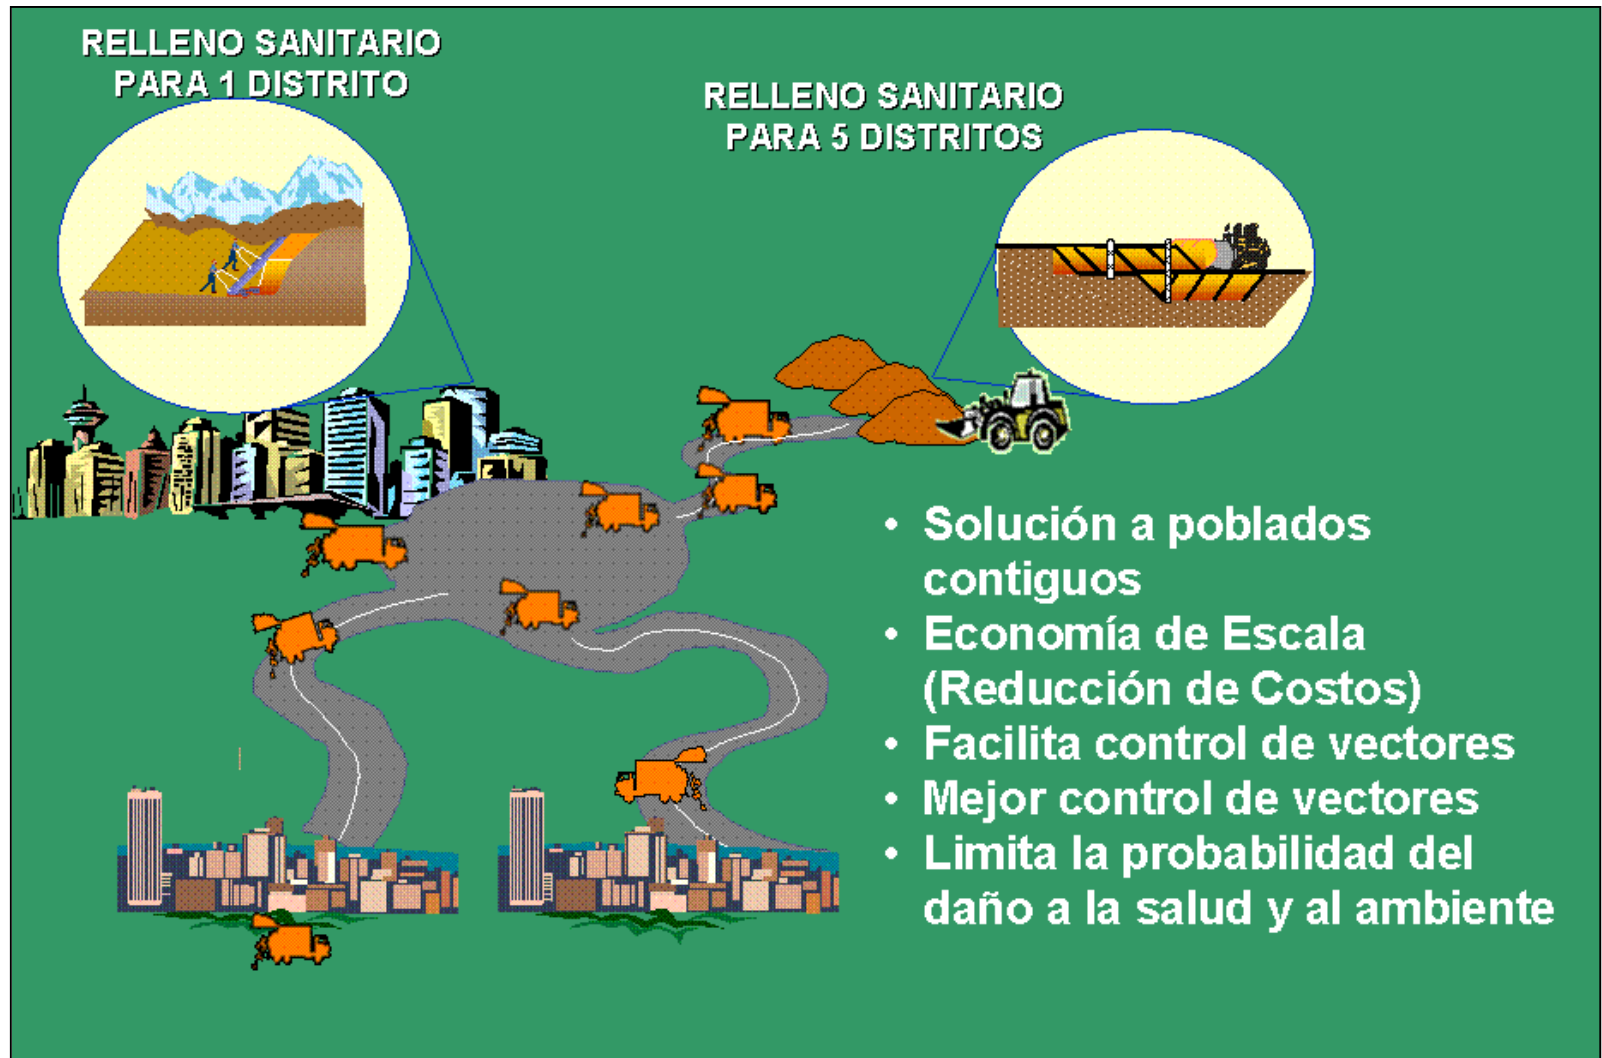 RELLENO SANITARIO
PARA 1 DISTRITO
RELLENO SANITARIO
PARA 5 DISTRITOS
• Solución a poblados
contiguos
• Economía de Escala
(Reducción de Costos)
• Facilita control de vectores
• Mejor control de vectores
• Limita la probabilidad del
daño a la salud y al ambiente